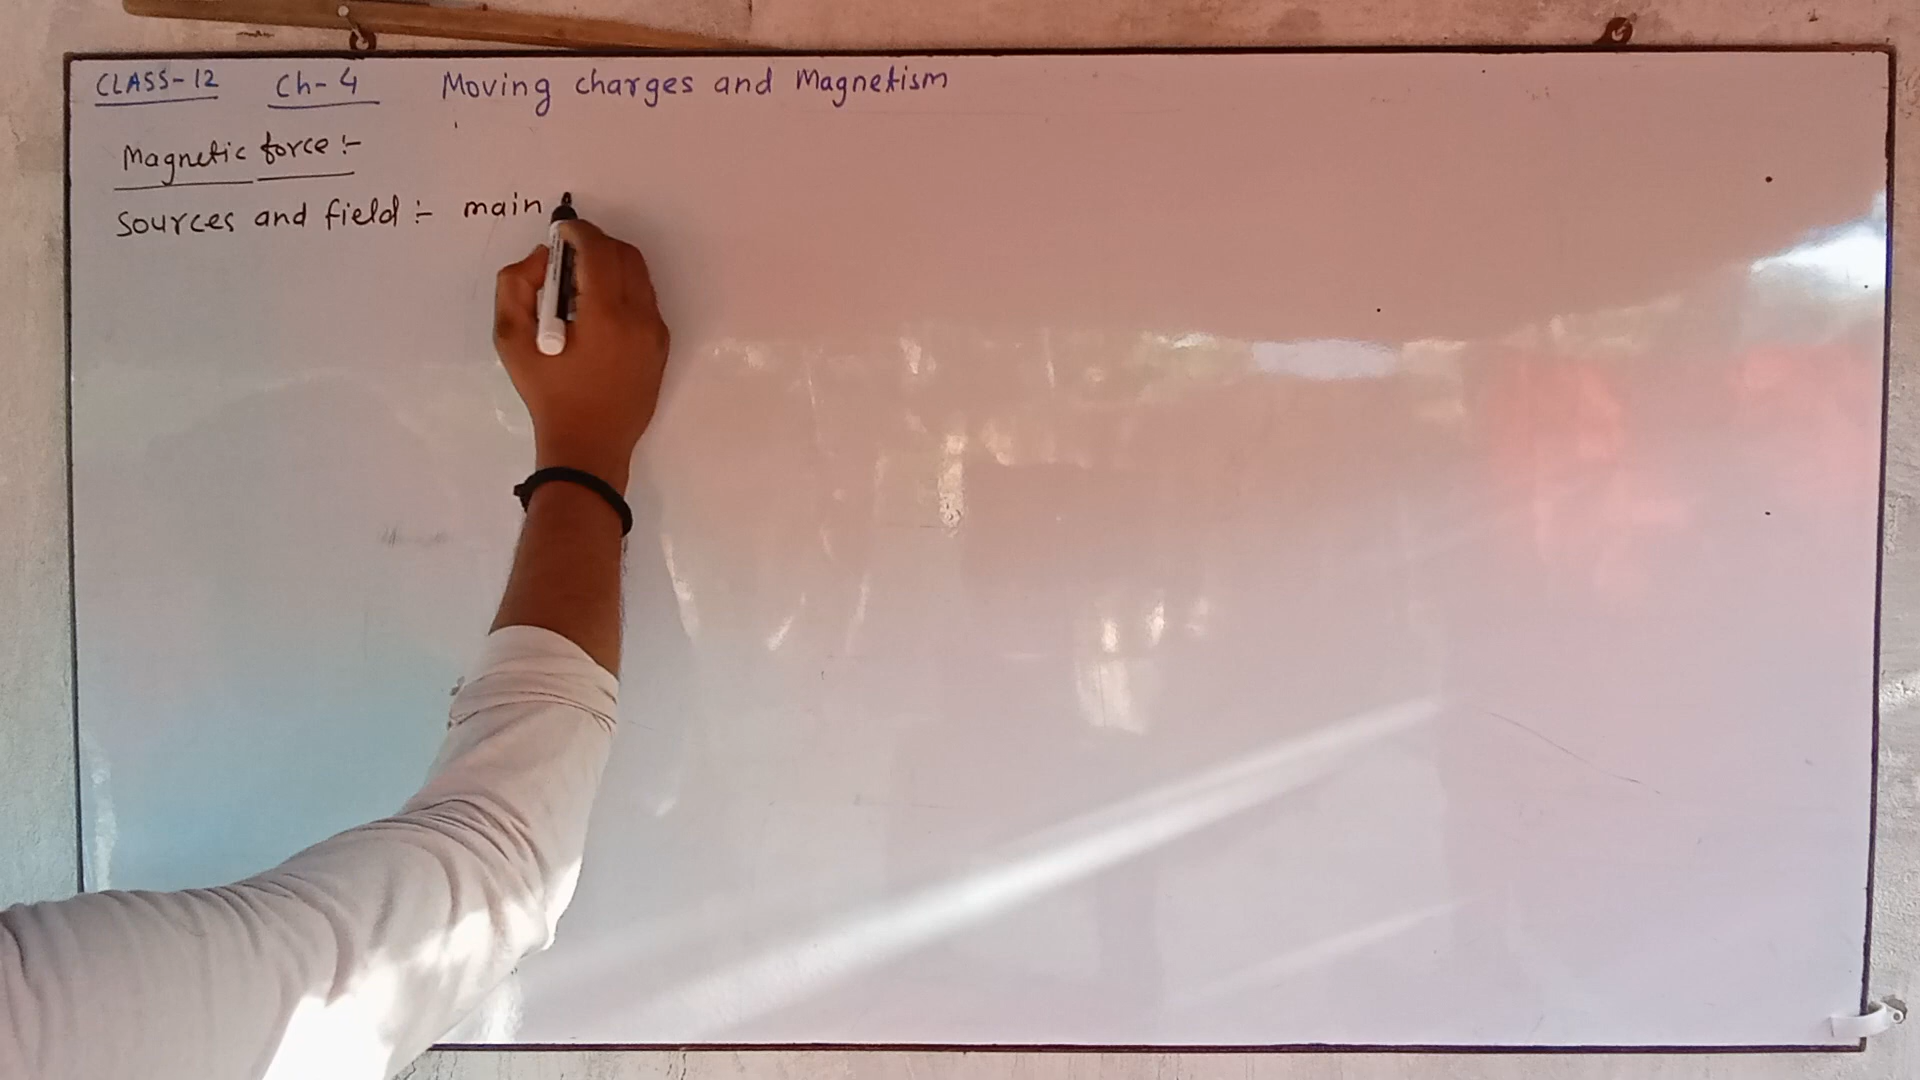 CLASS-12 Ch-4 Moving charges and Magnetism
Magnetic force :-
Sources and field :- main